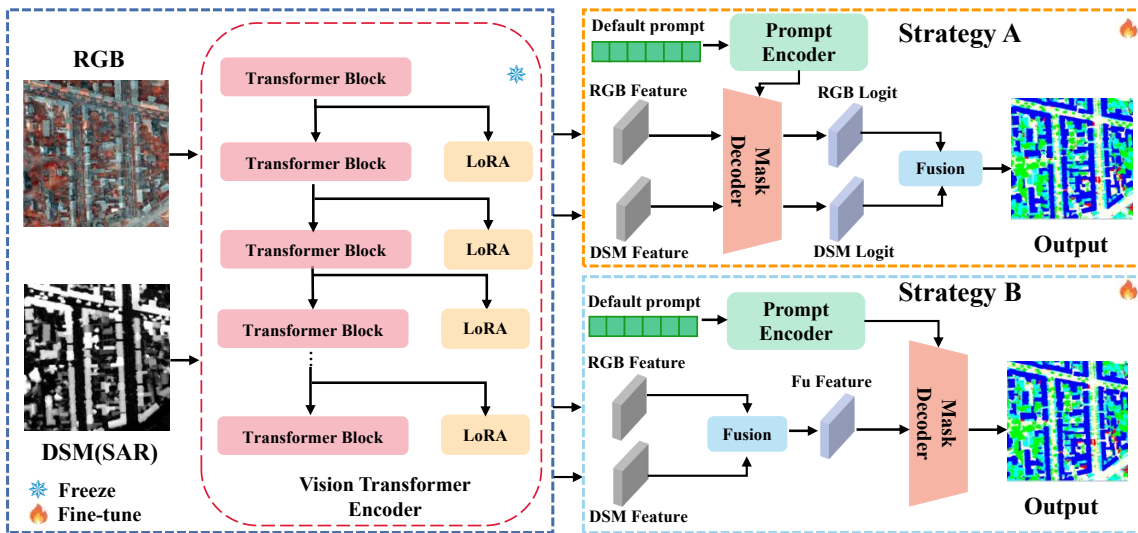 RGB
DSM(SAR)
Freeze
Fine-tune
Transformer Block
Transformer Block
LoRA
Transformer Block
LoRA
Transformer Block
LoRA
Transformer Block
LoRA
Vision Transformer
Encoder
Strategy A
Default prompt
Prompt
Encoder
RGB Feature
DSM Feature
Mask
Decoder
RGB Logit
DSM Logit
Fusion
Output
Strategy B
Default prompt
Prompt
Encoder
RGB Feature
DSM Feature
Fusion
Fu Feature
Mask
Decoder
Output